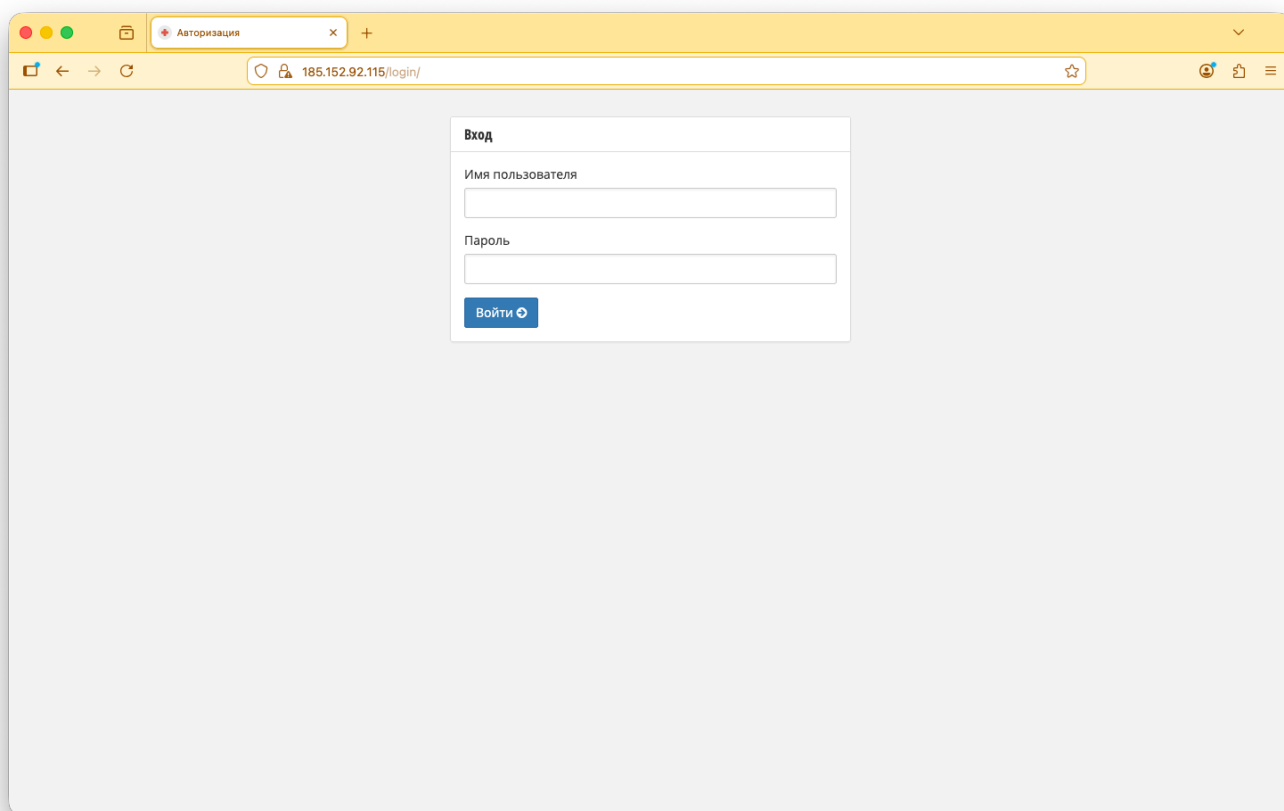 Авторизация
185.152.92.115/login/
Вход
Имя пользователя
Пароль
Войти